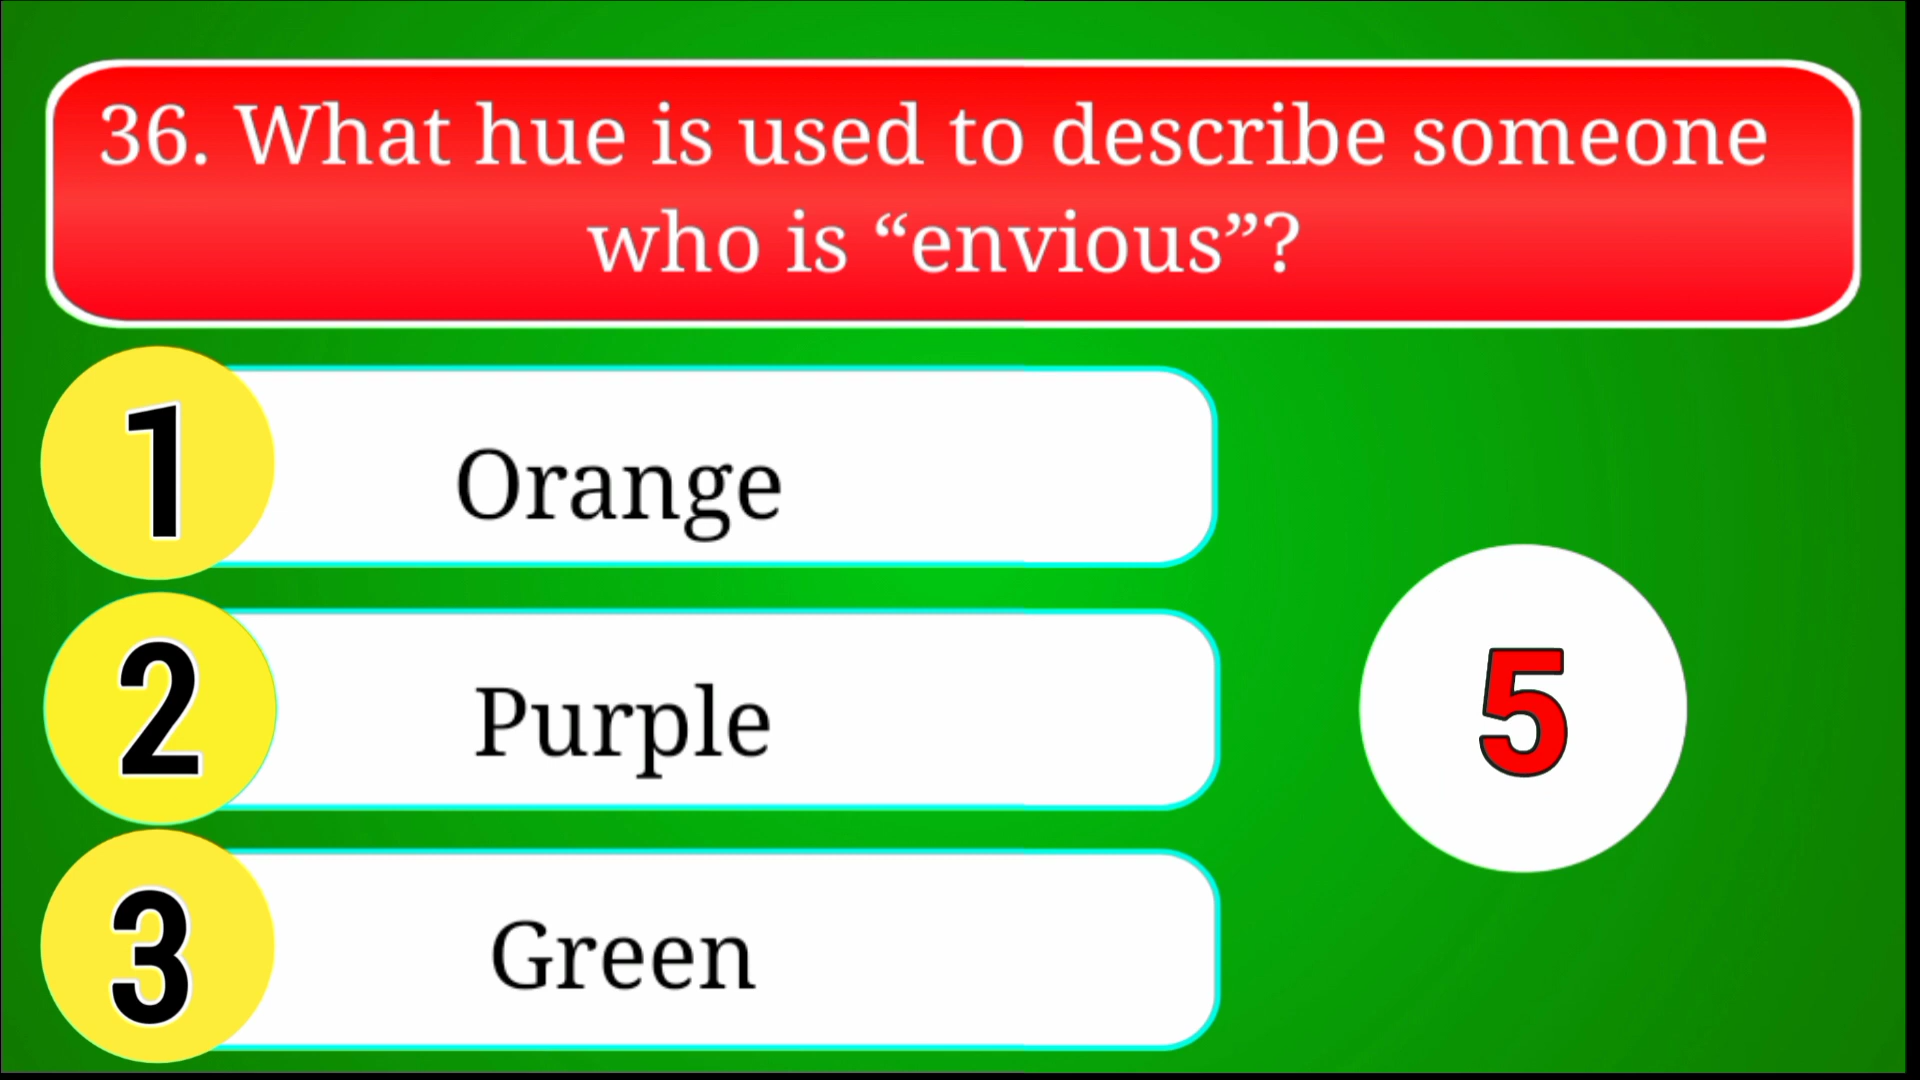 36. What hue is used to describe someone
who is “envious”?
1
Orange
2
Purple
5
3
Green